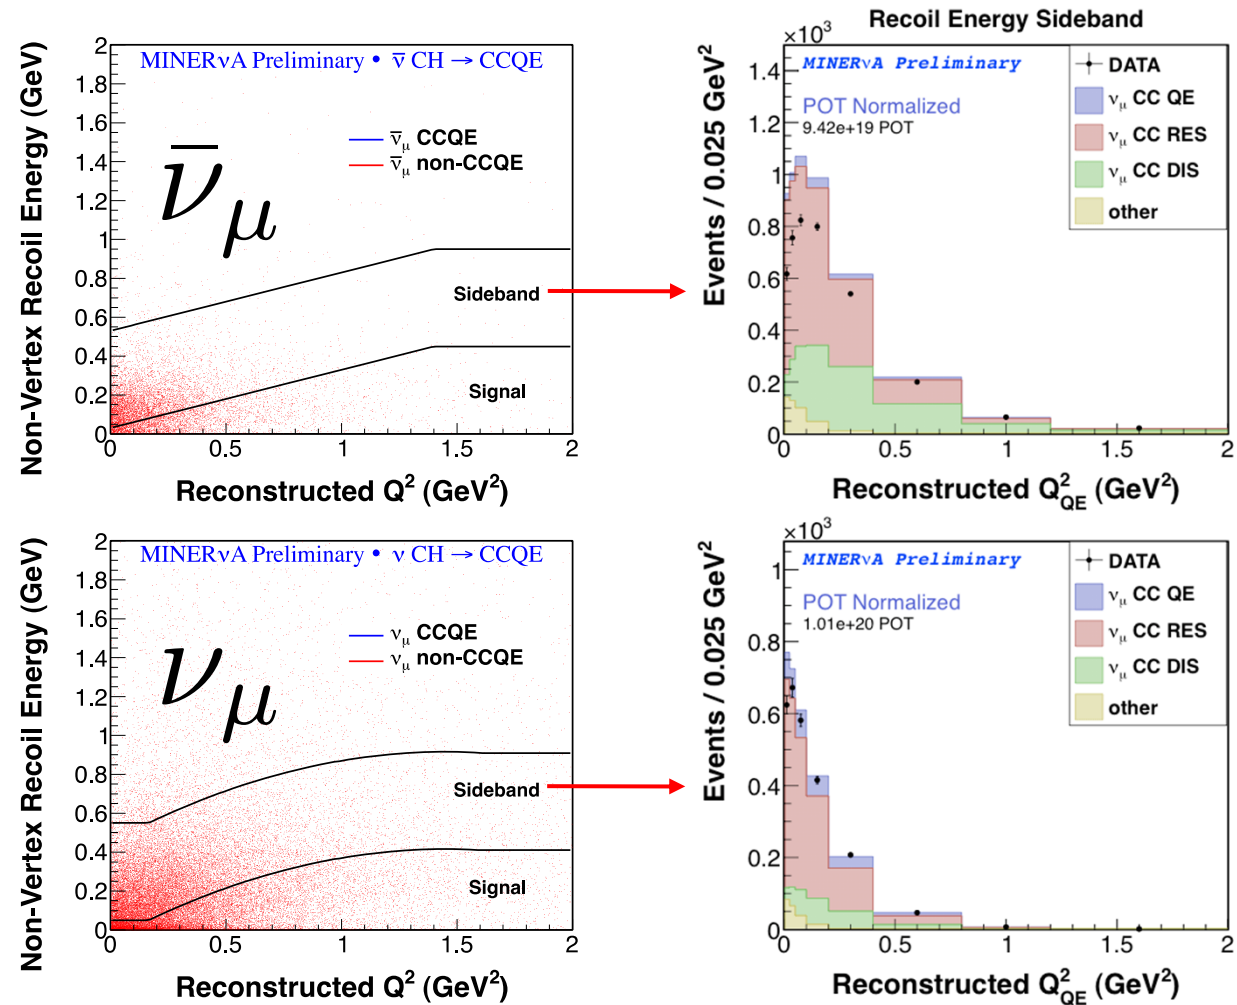 Recoil Energy Sideband
Non-Vertex Recoil Energy (GeV)
2
1.8
1.6
1.4
1.2
1
0.8
0.6
0.4
0.2
0
MINERνA Preliminary • ν̅ CH → CCQE
ν̅μ CCQE
ν̅μ non-CCQE
ν̅μ
Sideband
Signal
0 0.5 1 1.5 2
Reconstructed Q² (GeV²)
×10³
Events / 0.025 GeV²
1.4
1.2
1
0.8
0.6
0.4
0.2
0
MINERνA Preliminary
POT Normalized
9.42e+19 POT
DATA
νμ CC QE
νμ CC RES
νμ CC DIS
other
0 0.5 1 1.5 2
Reconstructed Q²QE (GeV²)
Non-Vertex Recoil Energy (GeV)
2
1.8
1.6
1.4
1.2
1
0.8
0.6
0.4
0.2
0
MINERνA Preliminary • ν CH → CCQE
νμ CCQE
νμ non-CCQE
νμ
Sideband
Signal
0 0.5 1 1.5 2
Reconstructed Q² (GeV²)
×10³
Events / 0.025 GeV²
1
0.8
0.6
0.4
0.2
0
MINERνA Preliminary
POT Normalized
1.01e+20 POT
DATA
νμ CC QE
νμ CC RES
νμ CC DIS
other
0 0.5 1 1.5 2
Reconstructed Q²QE (GeV²)